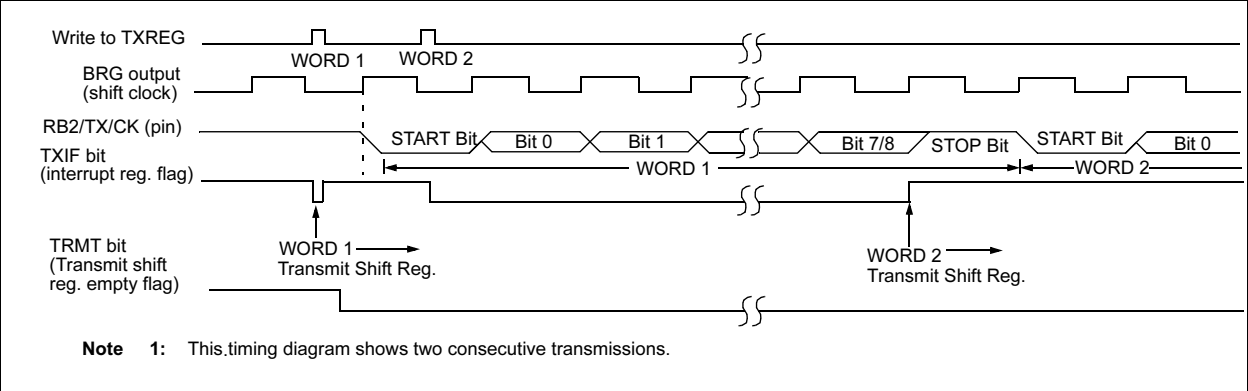 Write to TXREG
WORD 1 WORD 2
BRG output
(shift clock)
RB2/TX/CK (pin)
START Bit Bit 0 Bit 1 Bit 7/8 STOP Bit START Bit Bit 0
TXIF bit
(interrupt reg. flag)
WORD 1 WORD 2
TRMT bit
(Transmit shift
reg. empty flag)
WORD 1
Transmit Shift Reg.
WORD 2
Transmit Shift Reg.
Note 1: This.timing diagram shows two consecutive transmissions.